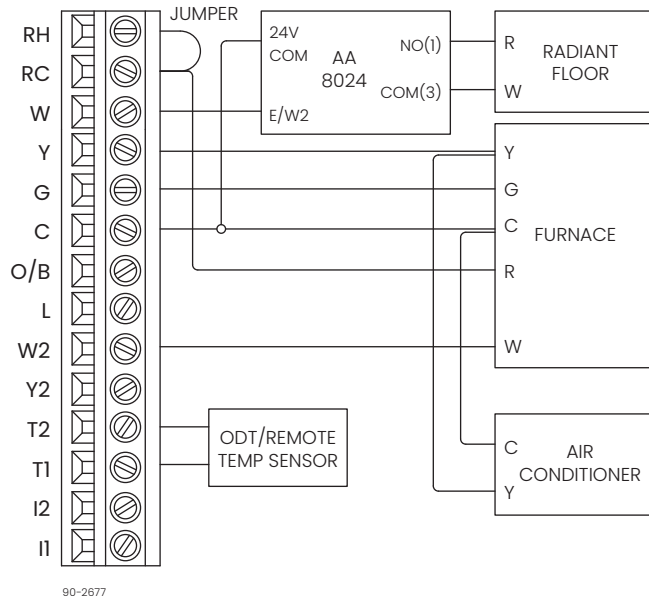 JUMPER
RH
RC
W
Y
G
C
O/B
L
W2
Y2
T2
T1
I2
I1
24V
COM
E/W2
AA
8024
NO(1)
COM(3)
R
W
RADIANT
FLOOR
Y
G
C
R
W
FURNACE
C
Y
AIR
CONDITIONER
ODT/REMOTE
TEMP SENSOR
90-2677